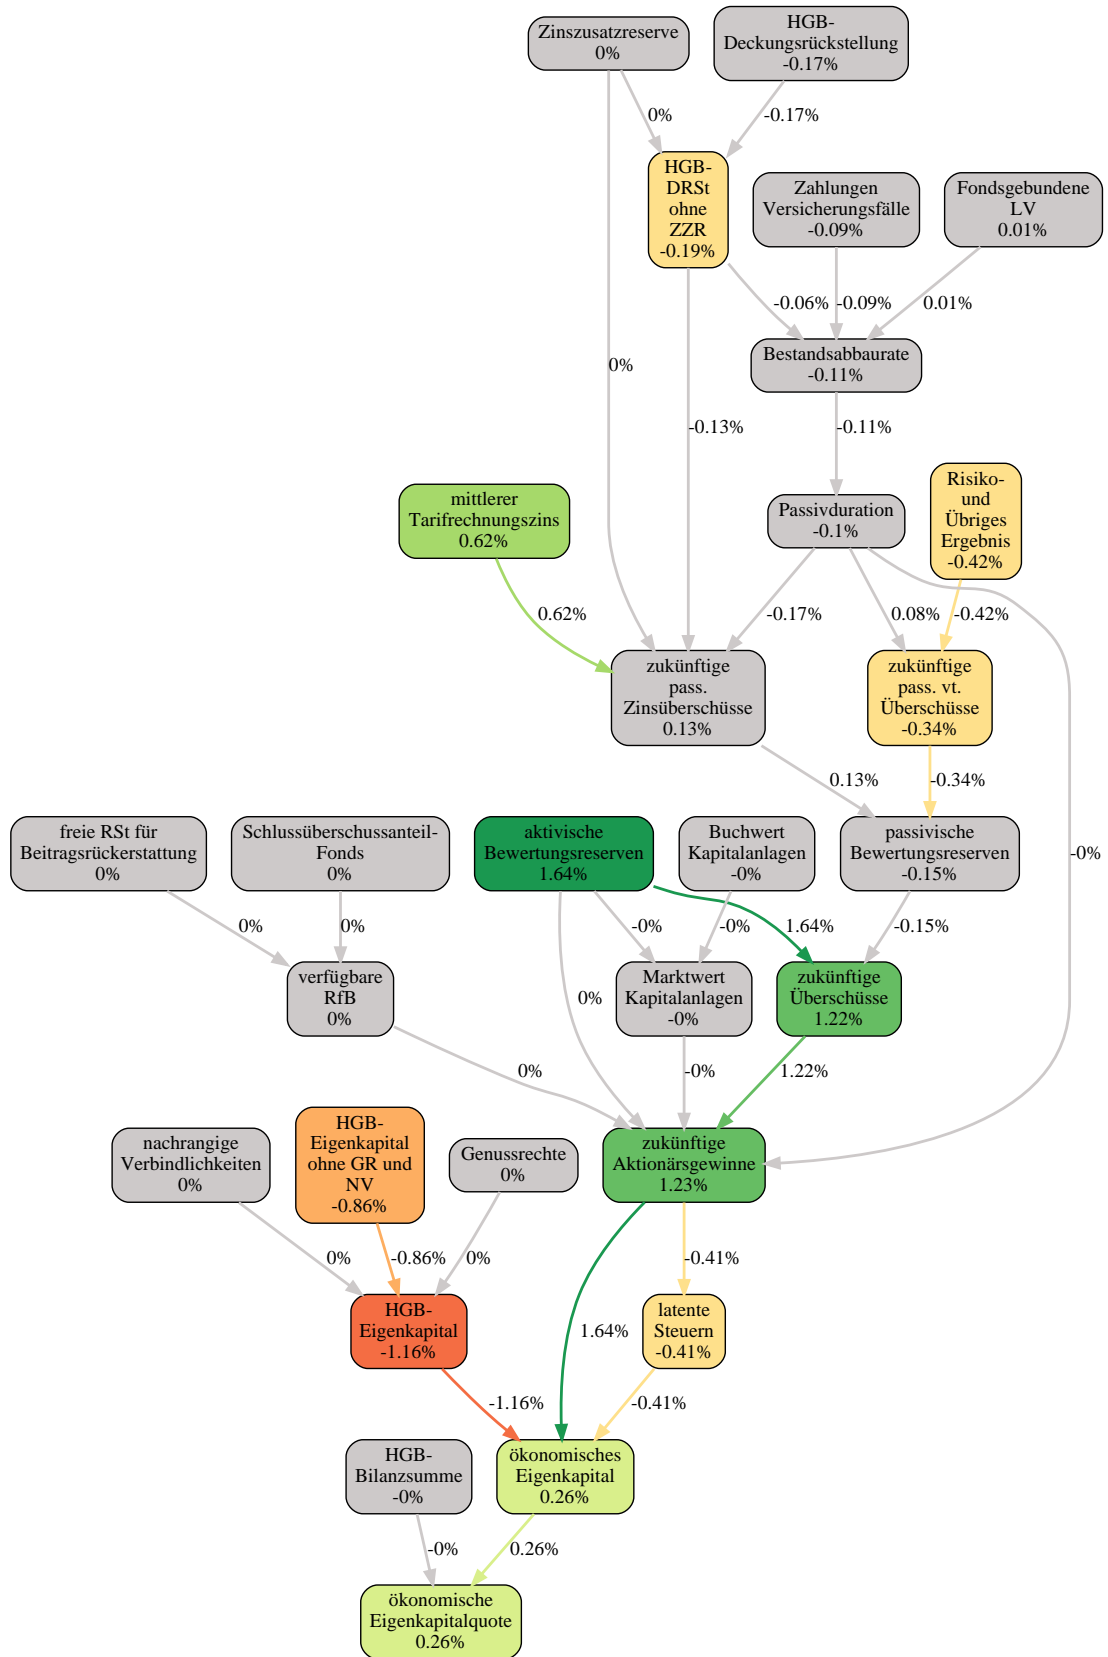 Zinszusatzreserve
0%
HGB-
Deckungsrückstellung
-0.17%
0%
-0.17%
HGB-
DRSt
ohne
ZZR
-0.19%
Zahlungen
Versicherungsfälle
-0.09%
Fondsgebundene
LV
0.01%
-0.06%
-0.09%
0.01%
Bestandsabbaurate
-0.11%
0%
-0.13%
-0.11%
mittlerer
Tarifrechnungszins
0.62%
Passivduration
-0.1%
Risiko-
und
Übriges
Ergebnis
-0.42%
0.62%
-0.17%
0.08%
-0.42%
zukünftige
pass.
Zinsüberschüsse
0.13%
zukünftige
pass. vt.
Überschüsse
-0.34%
0.13%
-0.34%
freie RSt für
Beitragsrückerstattung
0%
Schlussüberschussanteil-
Fonds
0%
aktivische
Bewertungsreserven
1.64%
Buchwert
Kapitalanlagen
-0%
passivische
Bewertungsreserven
-0.15%
-0%
0%
0%
-0%
-0%
1.64%
-0.15%
verfügbare
RfB
0%
0%
Marktwert
Kapitalanlagen
-0%
zukünftige
Überschüsse
1.22%
0%
-0%
1.22%
nachrangige
Verbindlichkeiten
0%
HGB-
Eigenkapital
ohne GR und
NV
-0.86%
Genussrechte
0%
zukünftige
Aktionärsgewinne
1.23%
0%
-0.86%
0%
-0.41%
HGB-
Eigenkapital
-1.16%
1.64%
latente
Steuern
-0.41%
-1.16%
-0.41%
HGB-
Bilanzsumme
-0%
ökonomisches
Eigenkapital
0.26%
-0%
0.26%
ökonomische
Eigenkapitalquote
0.26%